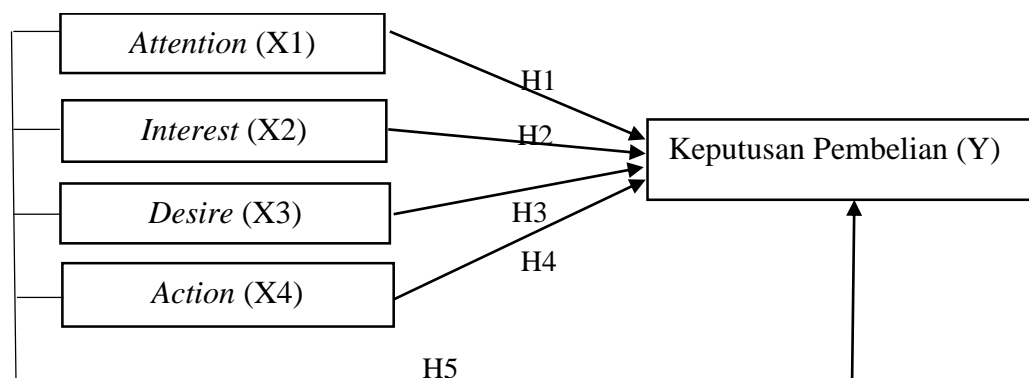 Attention (X1)
H1
Interest (X2)
H2
Keputusan Pembelian (Y)
Desire (X3)
H3
H4
Action (X4)
H5